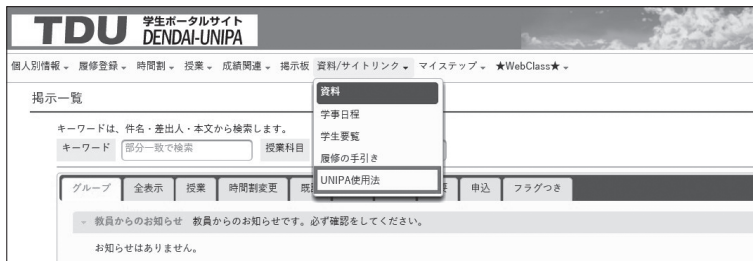 TDU 学生ポータルサイト
DENDAI-UNIPA
個人別情報 履修登録 時間割 授業 成績関連 掲示板 資料/サイトリンク マイステップ ★WebClass★
掲示一覧
資料
学事日程
学生要覧
履修の手引き
UNIPA使用法
キーワードは、件名・差出人・本文から検索します。
キーワード 部分一致で検索 授業科目
グループ 全表示 授業 時間割変更 申込 フラグつき
教員からのお知らせ 教員からのお知らせです。必ず確認をしてください。
お知らせはありません。